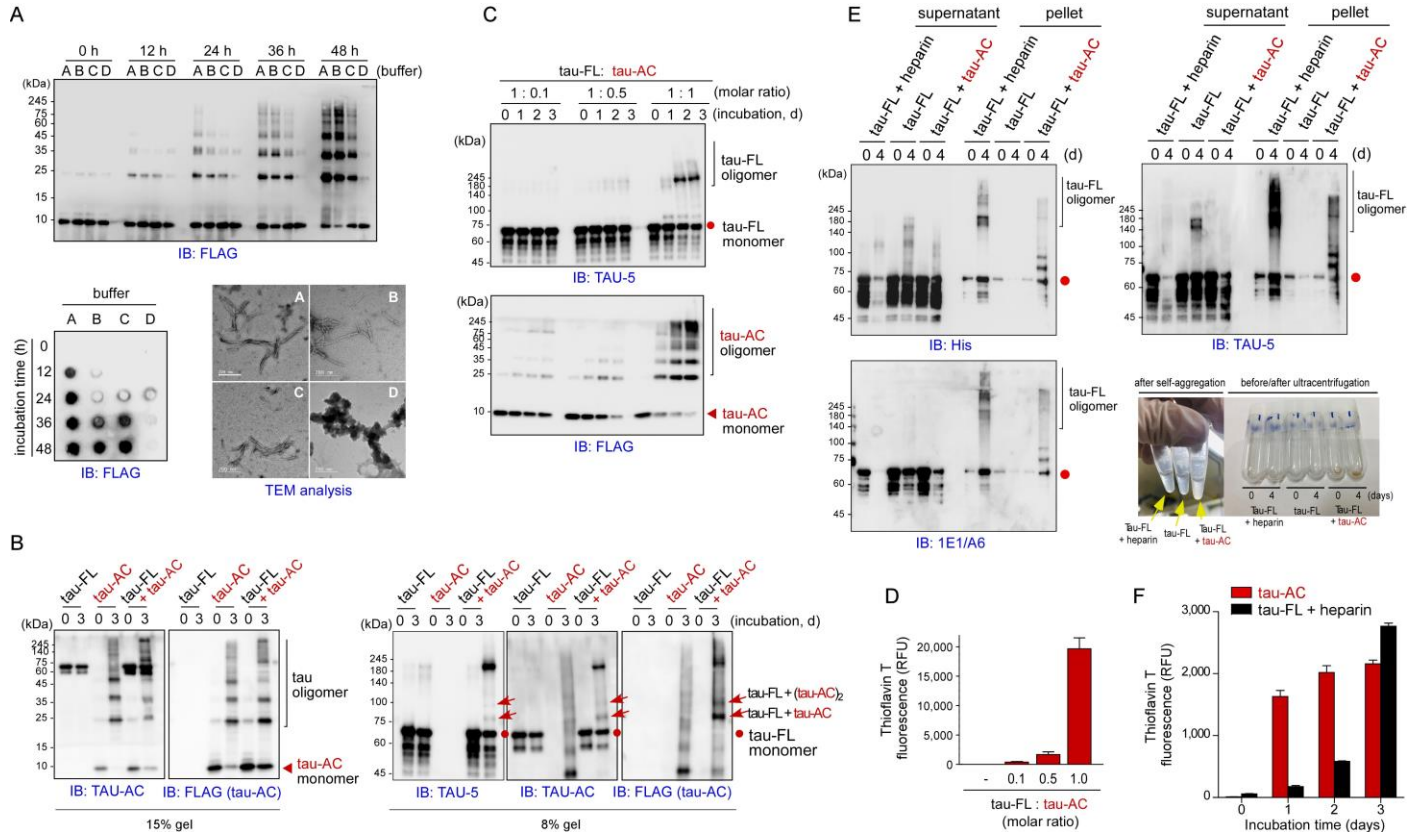 A
0 h 12 h 24 h 36 h 48 h
A B C D A B C D A B C D A B C D A B C D (buffer)
(kDa)
245
75
60
45
35
25
15
10
IB: FLAG
buffer
A B C D
incubation time (h)
0
12
24
36
48
IB: FLAG
A B
C D
TEM analysis
B
tau-FL tau-AC tau-FL + tau-AC tau-FL tau-AC tau-FL + tau-AC
0 3 0 3 0 3 0 3 0 3 0 3
(kDa)
245
140
75
60
45
35
25
15
10
tau
oligomer
tau-AC
monomer
IB: TAU-AC IB: FLAG (tau-AC)
15% gel
tau-FL tau-AC tau-FL + tau-AC tau-FL tau-AC tau-FL + tau-AC tau-FL tau-AC tau-FL + tau-AC
0 3 0 3 0 3 0 3 0 3 0 3 0 3 0 3 0 3 (incubation, d)
(kDa)
245
180
140
100
75
60
45
tau-FL + (tau-AC)2
tau-FL + tau-AC
tau-FL
monomer
IB: TAU-5 IB: TAU-AC IB: FLAG (tau-AC)
8% gel
C
tau-FL: tau-AC
1 : 0.1 1 : 0.5 1 : 1 (molar ratio)
0 1 2 3 0 1 2 3 0 1 2 3 (incubation, d)
(kDa)
245
180
140
100
75
60
45
tau-FL
oligomer
tau-FL
monomer
IB: TAU-5
245
75
60
45
35
25
15
10
tau-AC
oligomer
tau-AC
monomer
IB: FLAG
D
Thioflavin T
fluorescence (RFU)
20,000
15,000
10,000
5,000
0
- 0.1 0.5 1.0
tau-FL : tau-AC
(molar ratio)
E
supernatant pellet
tau-FL + heparin tau-FL tau-FL + tau-AC tau-FL + heparin tau-FL tau-FL + tau-AC
0 4 0 4 0 4 0 4 0 4 0 4 (d)
(kDa)
245
180
140
100
75
60
45
tau-FL
oligomer
IB: His
supernatant pellet
tau-FL + heparin tau-FL tau-FL + tau-AC tau-FL + heparin tau-FL tau-FL + tau-AC
0 4 0 4 0 4 0 4 0 4 0 4 (d)
245
180
140
100
75
60
45
tau-FL
oligomer
IB: TAU-5
245
180
140
100
75
60
45
tau-FL
oligomer
IB: 1E1/A6
after self-aggregation before/after ultracentrifugation
Tau-FL
+ heparin
tau-FL
Tau-FL
+ tau-AC
0 4 0 4 0 4 (days)
Tau-FL
+ heparin
tau-FL
Tau-FL
+ tau-AC
F
tau-AC
tau-FL + heparin
Thioflavin T
fluorescence (RFU)
3,000
2,000
1,000
0
0 1 2 3
Incubation time (days)